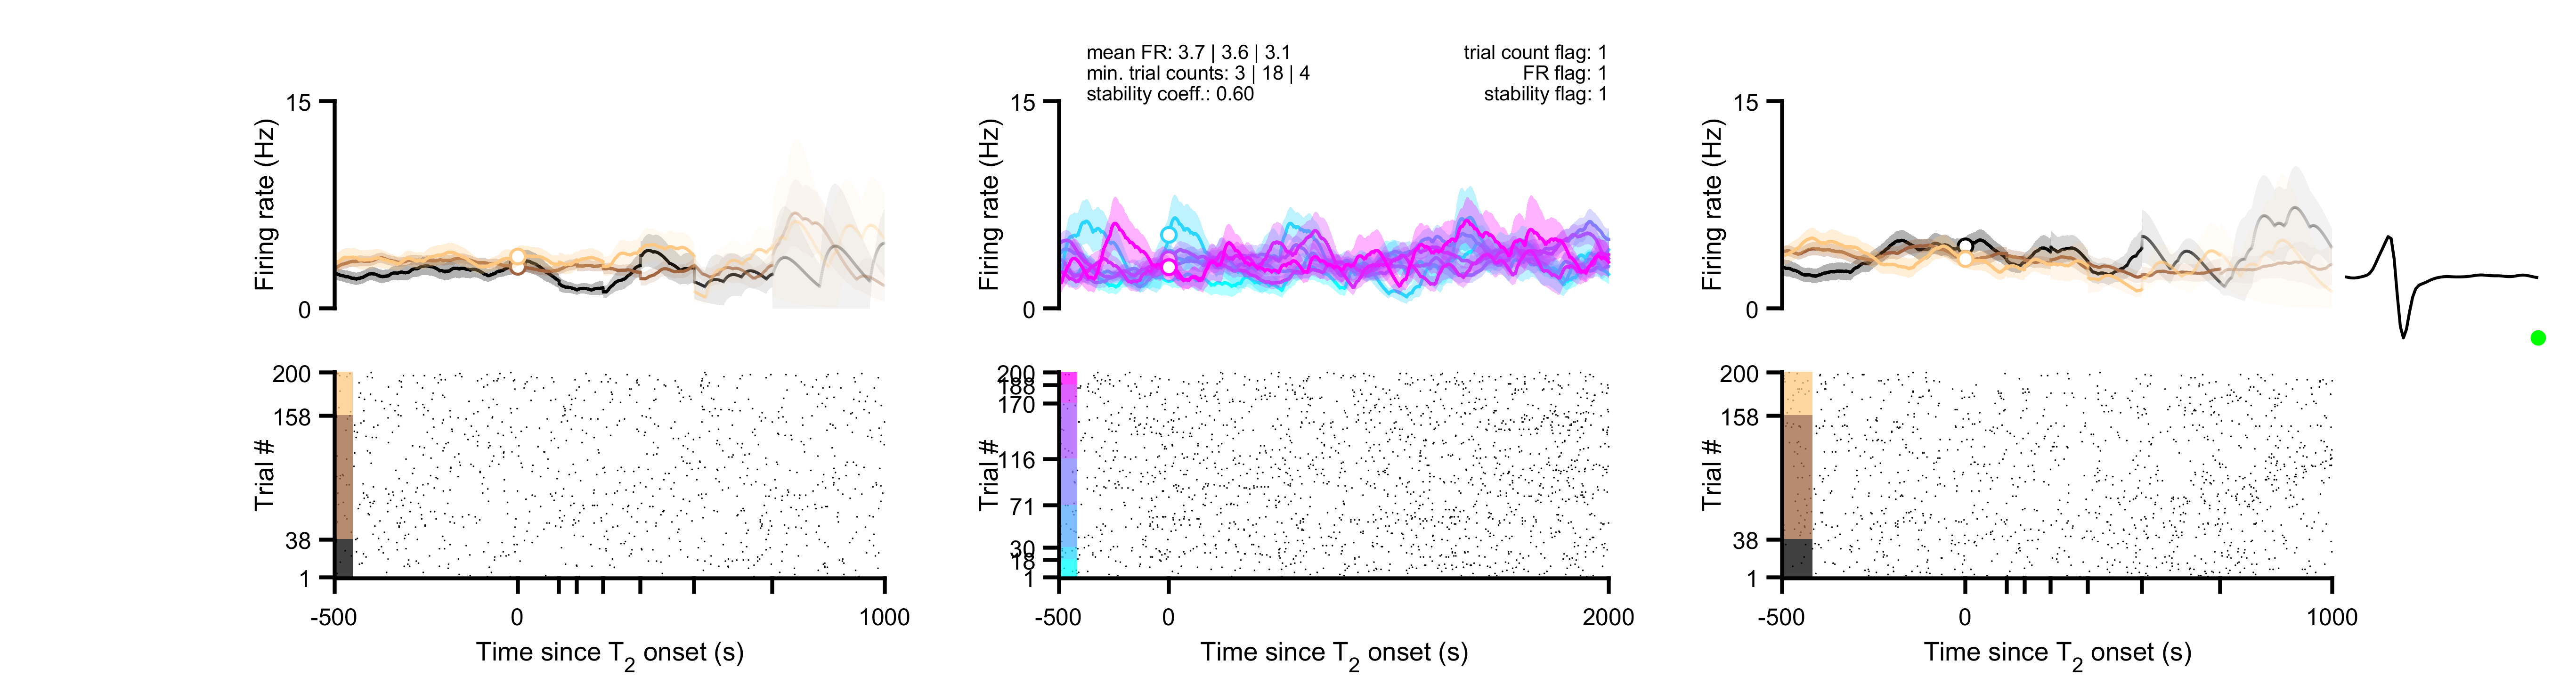 mean FR: 3.7 | 3.6 | 3.1
min. trial counts: 3 | 18 | 4
stability coeff.: 0.60
trial count flag: 1
FR flag: 1
stability flag: 1
15
Firing rate (Hz)
0
200
158
Trial #
38
1
-500
0
1000
Time since T2 onset (s)
15
Firing rate (Hz)
0
200
188
170
Trial #
116
71
30
18
1
-500
0
2000
Time since T2 onset (s)
15
Firing rate (Hz)
0
200
158
Trial #
38
1
-500
0
1000
Time since T2 onset (s)